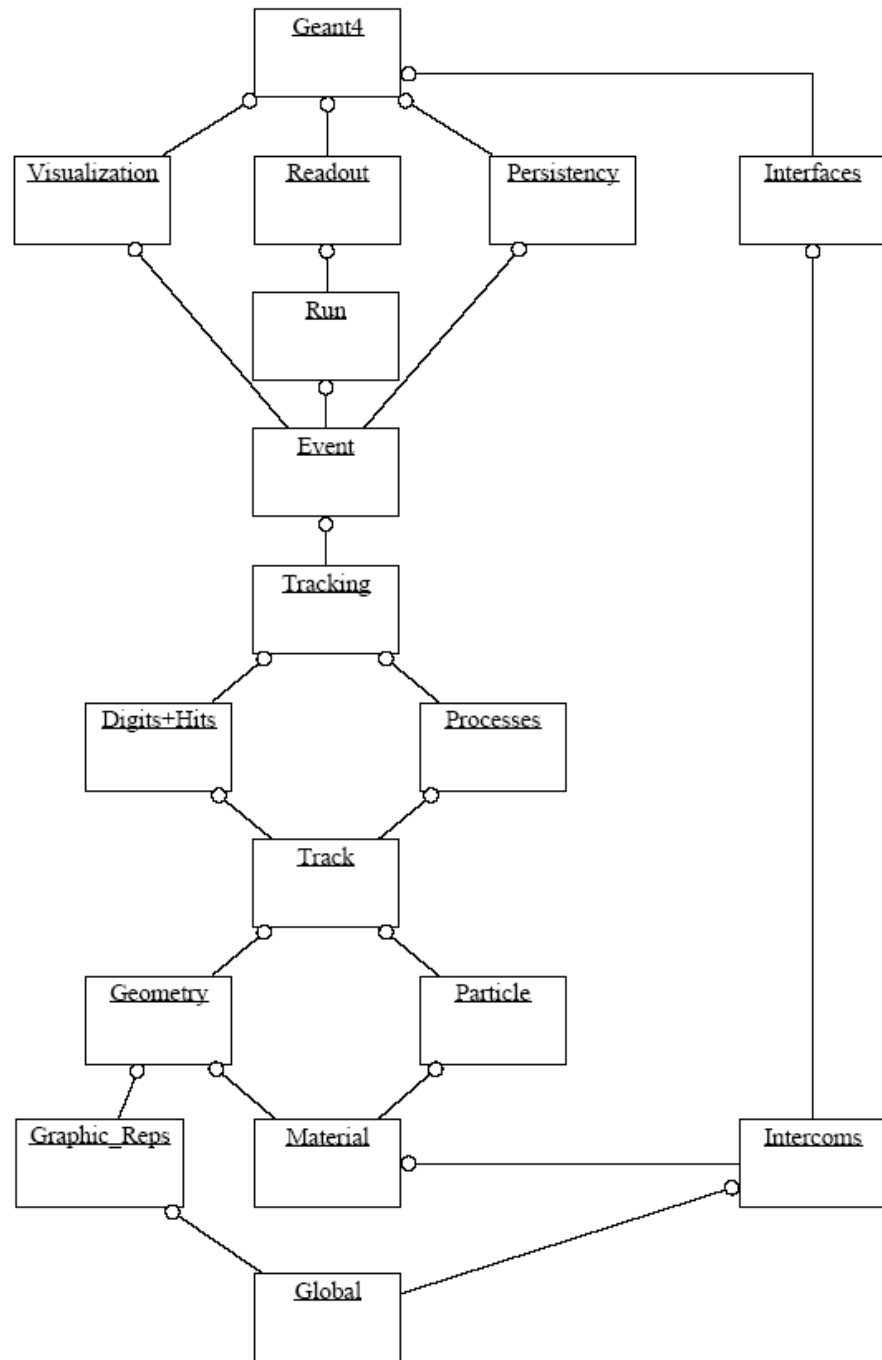 Geant4
Visualization
Readout
Persistency
Interfaces
Run
Event
Tracking
Digits+Hits
Processes
Track
Geometry
Particle
Graphic_Reps
Material
Intercoms
Global